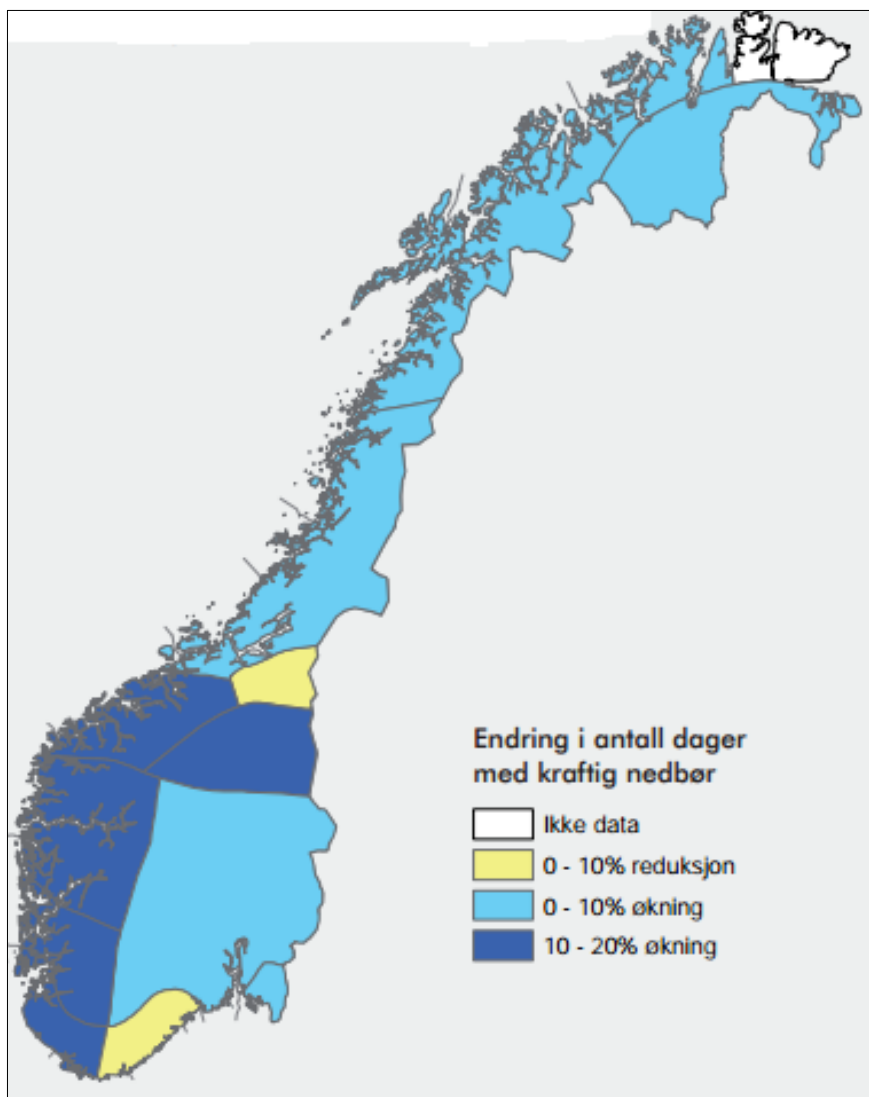 Endring i antall dager
med kraftig nedbør
Ikke data
0 - 10% reduksjon
0 - 10% økning
10 - 20% økning